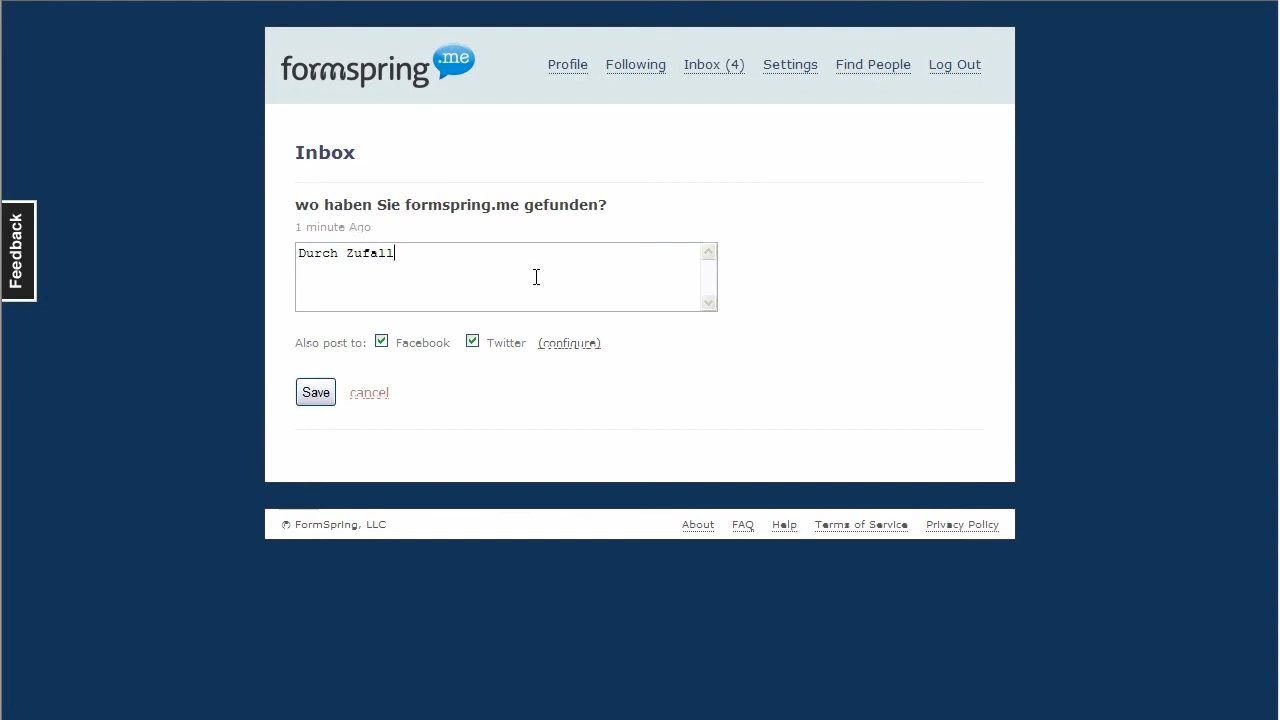 formspring.me
Profile Following Inbox (4) Settings Find People Log Out
Inbox
Feedback
wo haben Sie formspring.me gefunden?
1 minute Ago
Durch Zufall
Also post to: Facebook Twitter (configure)
Save cancel
© FormSpring, LLC About FAQ Help Terms of Service Privacy Policy